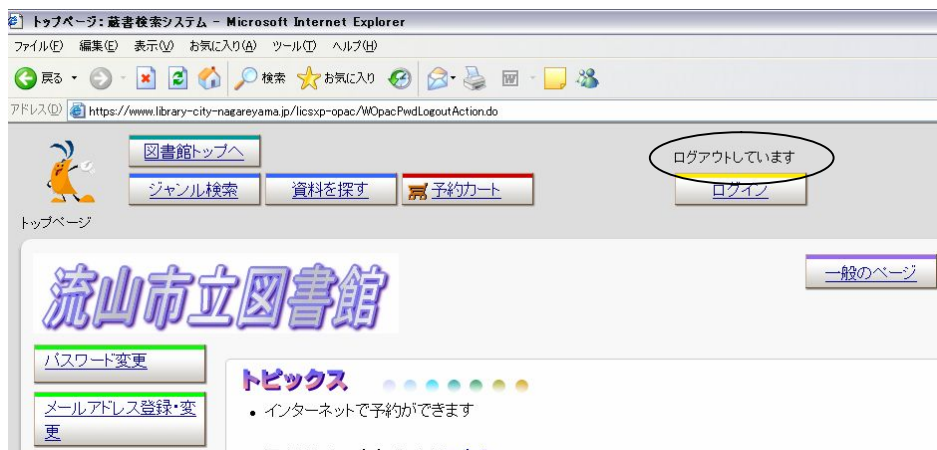 トップページ：蔵書検索システム - Microsoft Internet Explorer
ファイル(F) 編集(E) 表示(V) お気に入り(A) ツール(T) ヘルプ(H)
戻る 検索 お気に入り
アドレス(D) https://www.library-city-nagareyama.jp/licsxp-opac/WOpacPwdLogoutAction.do
図書館トップへ
ログアウトしています
ジャンル検索 資料を探す 予約カート ログイン
トップページ
一般のページ
流山市立図書館
パスワード変更
トピックス
メールアドレス登録・変
更
• インターネットで予約ができます